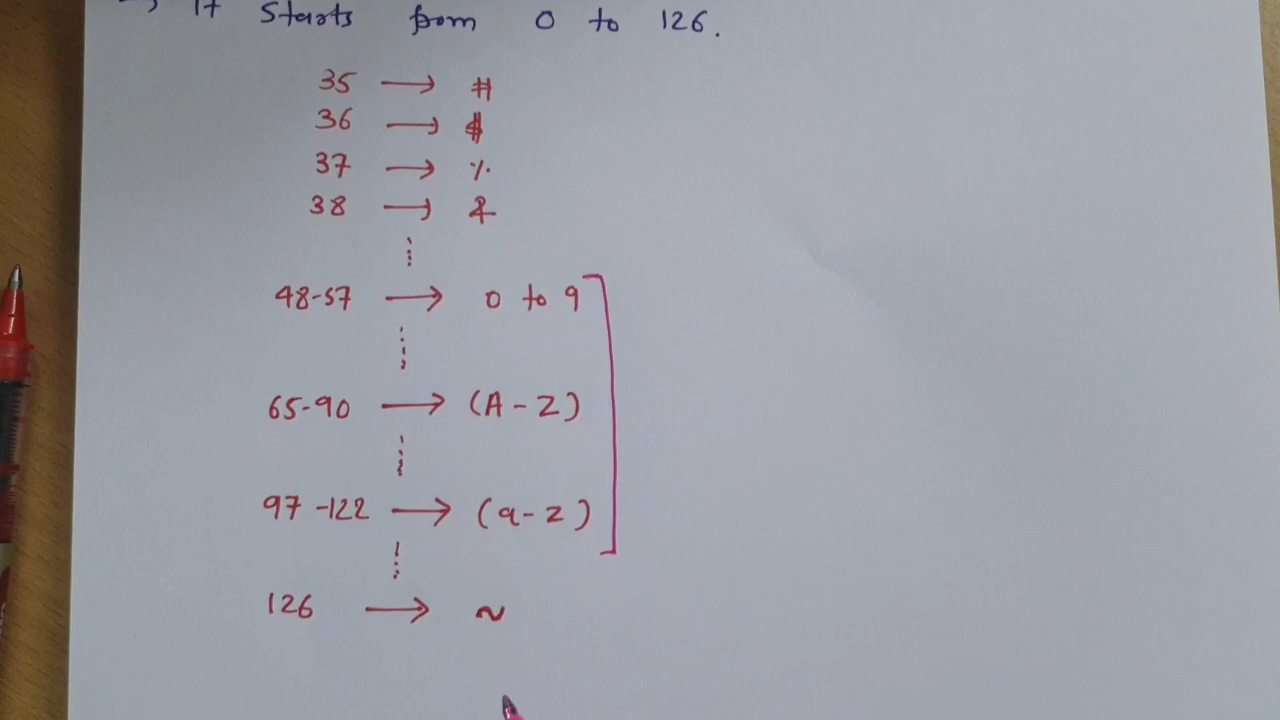 → It starts from 0 to 126.
35 → #
36 → $
37 → %
38 → &
48-57 → 0 to 9
65-90 → (A-Z)
97-122 → (a-z)
126 → ~